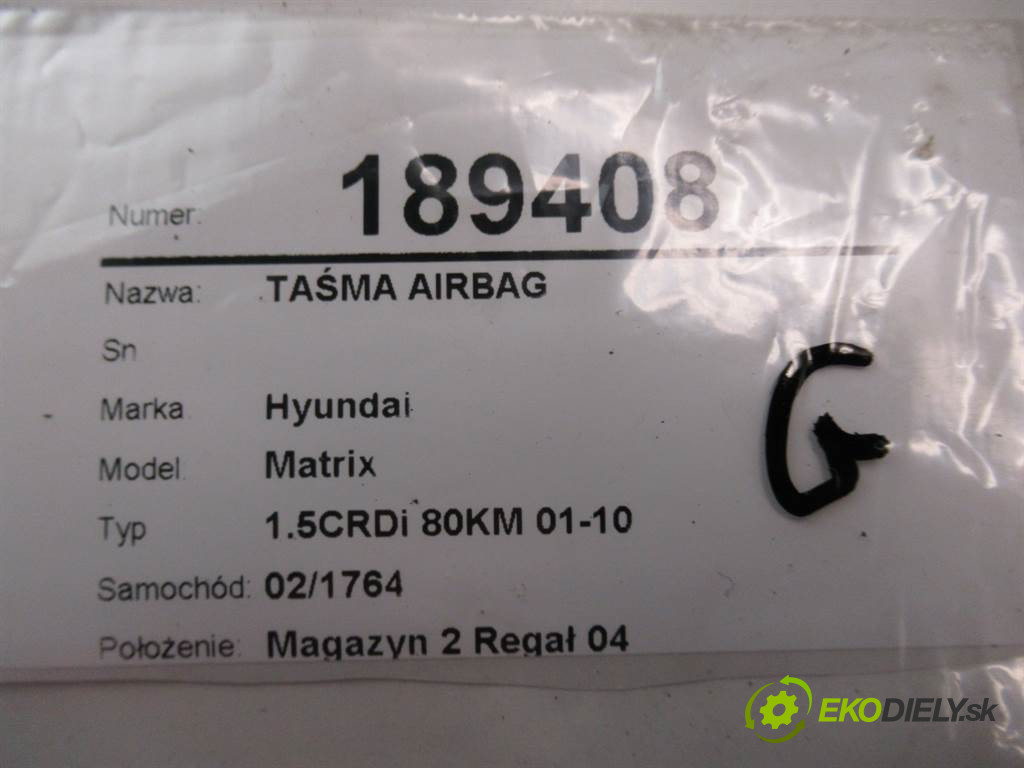 Numer: 189408
Nazwa: TAŚMA AIRBAG
Sn
Marka Hyundai
Model Matrix
Typ 1.5CRDi 80KM 01-10
Samochód: 02/1764
Położenie: Magazyn 2 Regał 04
G
EKODIELY.sk